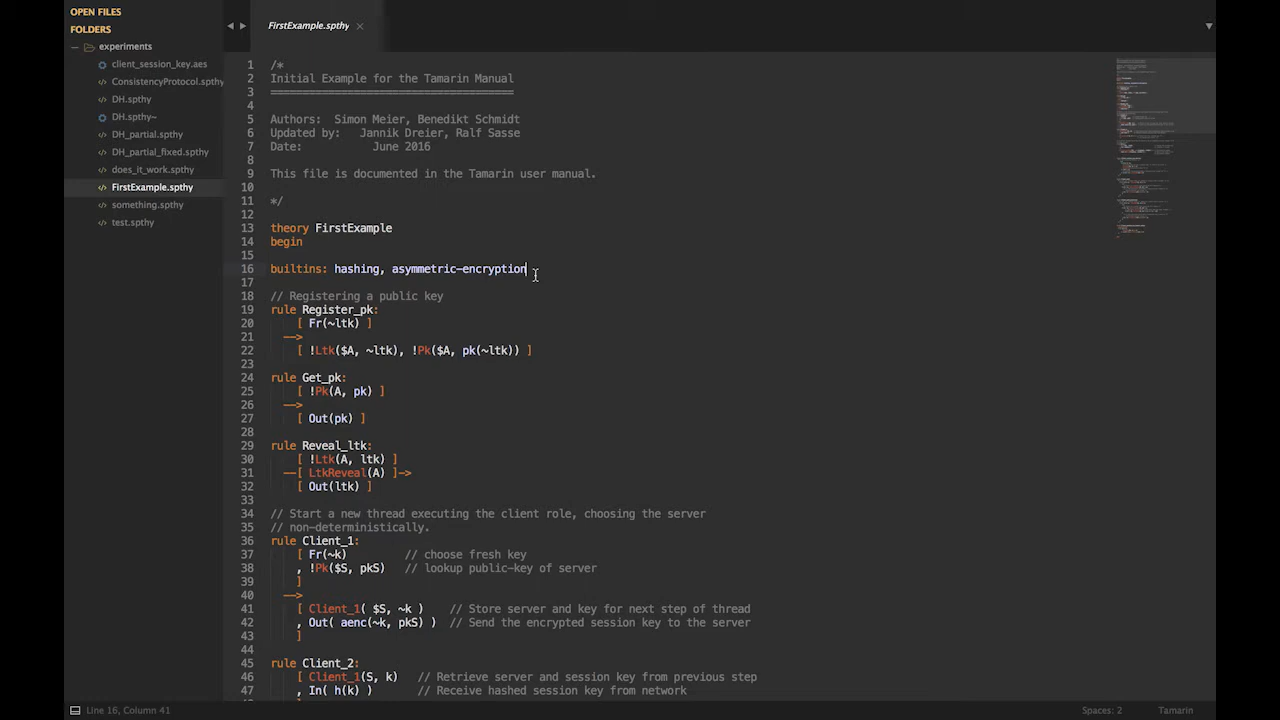 OPEN FILES
FOLDERS
experiments
client_session_key.aes
ConsistencyProtocol.spthy
DH.spthy
DH.spthy~
DH_partial.spthy
DH_partial_fixed.spthy
does_it_work.spthy
FirstExample.spthy
something.spthy
test.spthy
FirstExample.spthy
1 /*
2 Initial Example for the Tamarin Manual
3 ======================================
4
5 Authors: Simon Meier, Benedikt Schmidt
6 Updated by: Jannik Dreier, Ralf Sasse
7 Date: June 2016
8
9 This file is documented in the Tamarin user manual.
10
11 */
12
13 theory FirstExample
14 begin
15
16 builtins: hashing, asymmetric-encryption
17
18 // Registering a public key
19 rule Register_pk:
20 [ Fr(~ltk) ]
21 -->
22 [ !Ltk($A, ~ltk), !Pk($A, pk(~ltk)) ]
23
24 rule Get_pk:
25 [ !Pk(A, pk) ]
26 -->
27 [ Out(pk) ]
28
29 rule Reveal_ltk:
30 [ !Ltk(A, ltk) ]
31 --[ LtkReveal(A) ]->
32 [ Out(ltk) ]
33
34 // Start a new thread executing the client role, choosing the server
35 // non-deterministically.
36 rule Client_1:
37 [ Fr(~k) // choose fresh key
38 , !Pk($S, pkS) // lookup public-key of server
39 ]
40 -->
41 [ Client_1( $S, ~k ) // Store server and key for next step of thread
42 , Out( aenc(~k, pkS) ) // Send the encrypted session key to the server
43 ]
44
45 rule Client_2:
46 [ Client_1(S, k) // Retrieve server and session key from previous step
47 , In( h(k) ) // Receive hashed session key from network
Line 16, Column 41
Spaces: 2
Tamarin